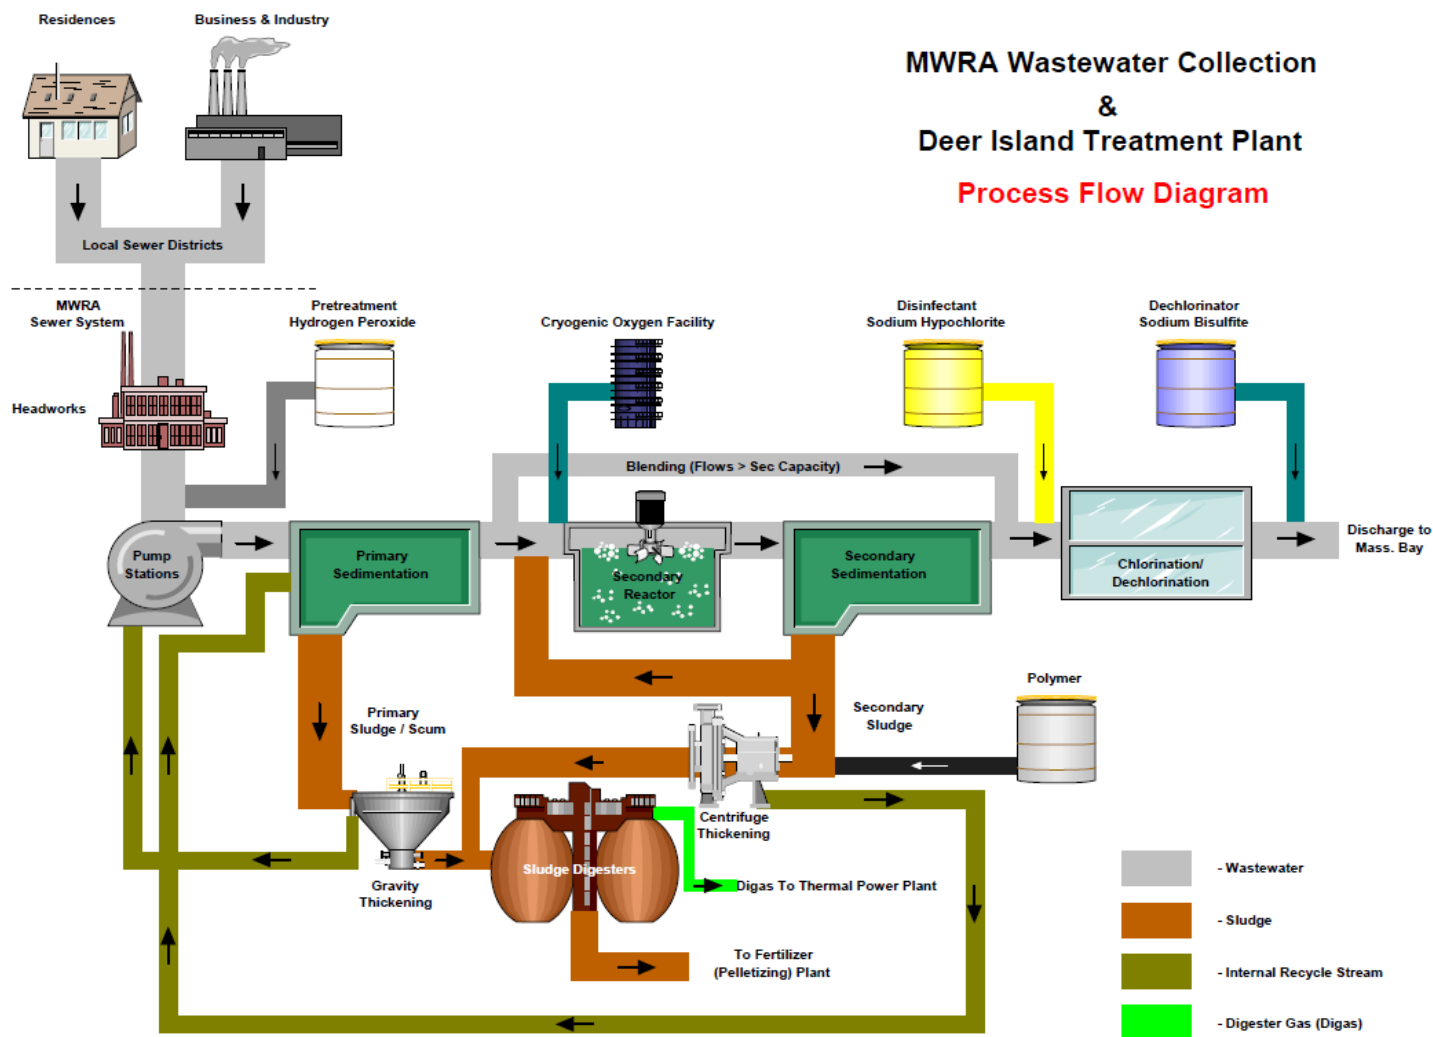 Residences
Business & Industry
MWRA Wastewater Collection
&
Deer Island Treatment Plant
Process Flow Diagram
Local Sewer Districts
MWRA
Sewer System
Pretreatment
Hydrogen Peroxide
Cryogenic Oxygen Facility
Disinfectant
Sodium Hypochlorite
Dechlorinator
Sodium Bisulfite
Headworks
Blending (Flows > Sec Capacity)
Pump
Stations
Primary
Sedimentation
Secondary
Reactor
Secondary
Sedimentation
Chlorination/
Dechlorination
Discharge to
Mass. Bay
Primary
Sludge / Scum
Secondary
Sludge
Polymer
Centrifuge
Thickening
Gravity
Thickening
Sludge Digesters
Digas To Thermal Power Plant
To Fertilizer
(Pelletizing) Plant
- Wastewater
- Sludge
- Internal Recycle Stream
- Digester Gas (Digas)